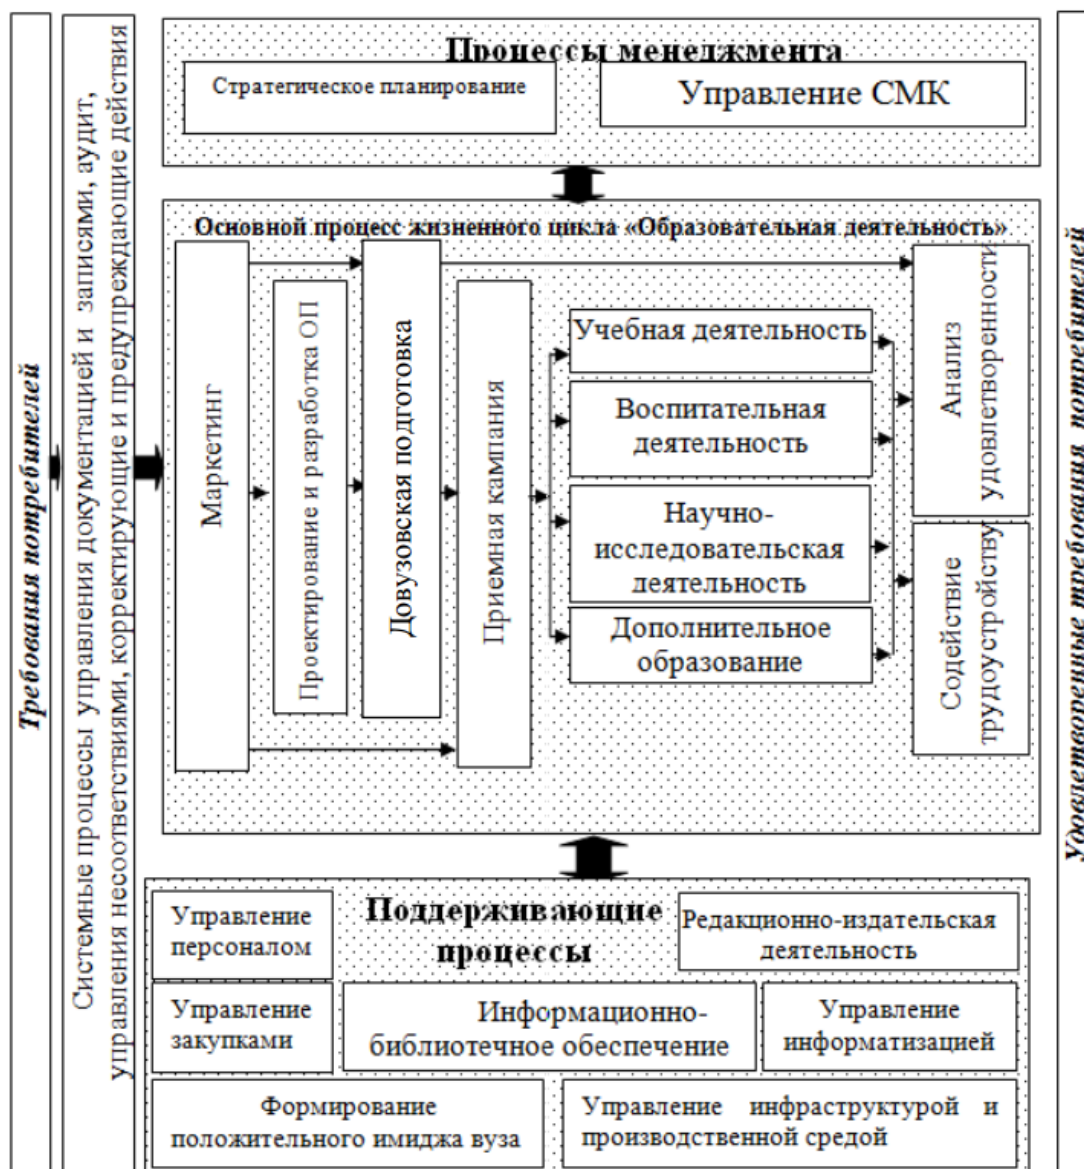 Требования потребителей
Системные процессы управления документацией и записями, аудит,
управления несоответствиями, корректирующие и предупреждающие действия
Процессы менеджмента
Стратегическое планирование
Управление СМК
Основной процесс жизненного цикла «Образовательная деятельность»
Маркетинг
Проектирование и разработка ОП
Довузовская подготовка
Приемная кампания
Учебная деятельность
Воспитательная
деятельность
Научно-
исследовательская
деятельность
Дополнительное
образование
Анализ
удовлетворенности
Содействие
трудоустройству
Поддерживающие
процессы
Управление
персоналом
Редакционно-издательская
деятельность
Управление
закупками
Информационно-
библиотечное обеспечение
Управление
информатизацией
Формирование
положительного имиджа вуза
Управление инфраструктурой и
производственной средой
Удовлетворенные требования потребителей